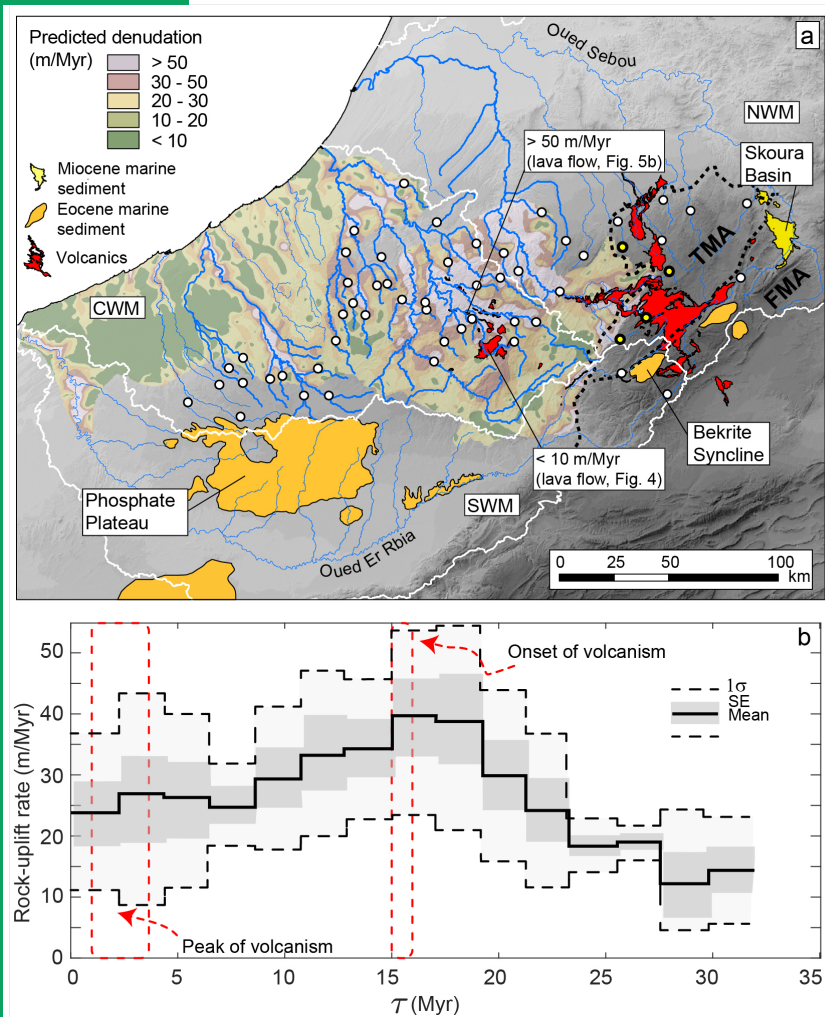 a
Oued Sebou
Predicted denudation
(m/Myr)
> 50
30 - 50
20 - 30
10 - 20
< 10
Miocene marine
sediment
Eocene marine
sediment
Volcanics
> 50 m/Myr
(lava flow, Fig. 5b)
NWM
Skoura
Basin
TMA
FMA
CWM
Bekrite
Syncline
< 10 m/Myr
(lava flow, Fig. 4)
Phosphate
Plateau
SWM
Oued Er Rbia
0 25 50 100
km
b
50
40
30
20
10
0
Rock-uplift rate (m/Myr)
Onset of volcanism
1σ
SE
Mean
Peak of volcanism
0 5 10 15 20 25 30 35
τ (Myr)